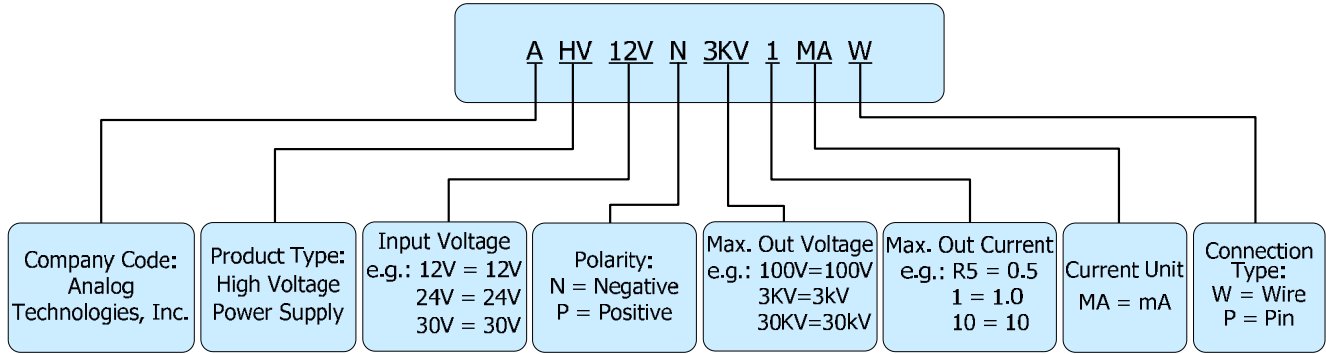 A HV 12V N 3KV 1 MA W
Company Code:
Analog
Technologies, Inc.
Product Type:
High Voltage
Power Supply
Input Voltage
e.g.: 12V = 12V
24V = 24V
30V = 30V
Polarity:
N = Negative
P = Positive
Max. Out Voltage
e.g.: 100V=100V
3KV=3kV
30KV=30kV
Max. Out Current
e.g.: R5 = 0.5
1 = 1.0
10 = 10
Current Unit
MA = mA
Connection
Type:
W = Wire
P = Pin